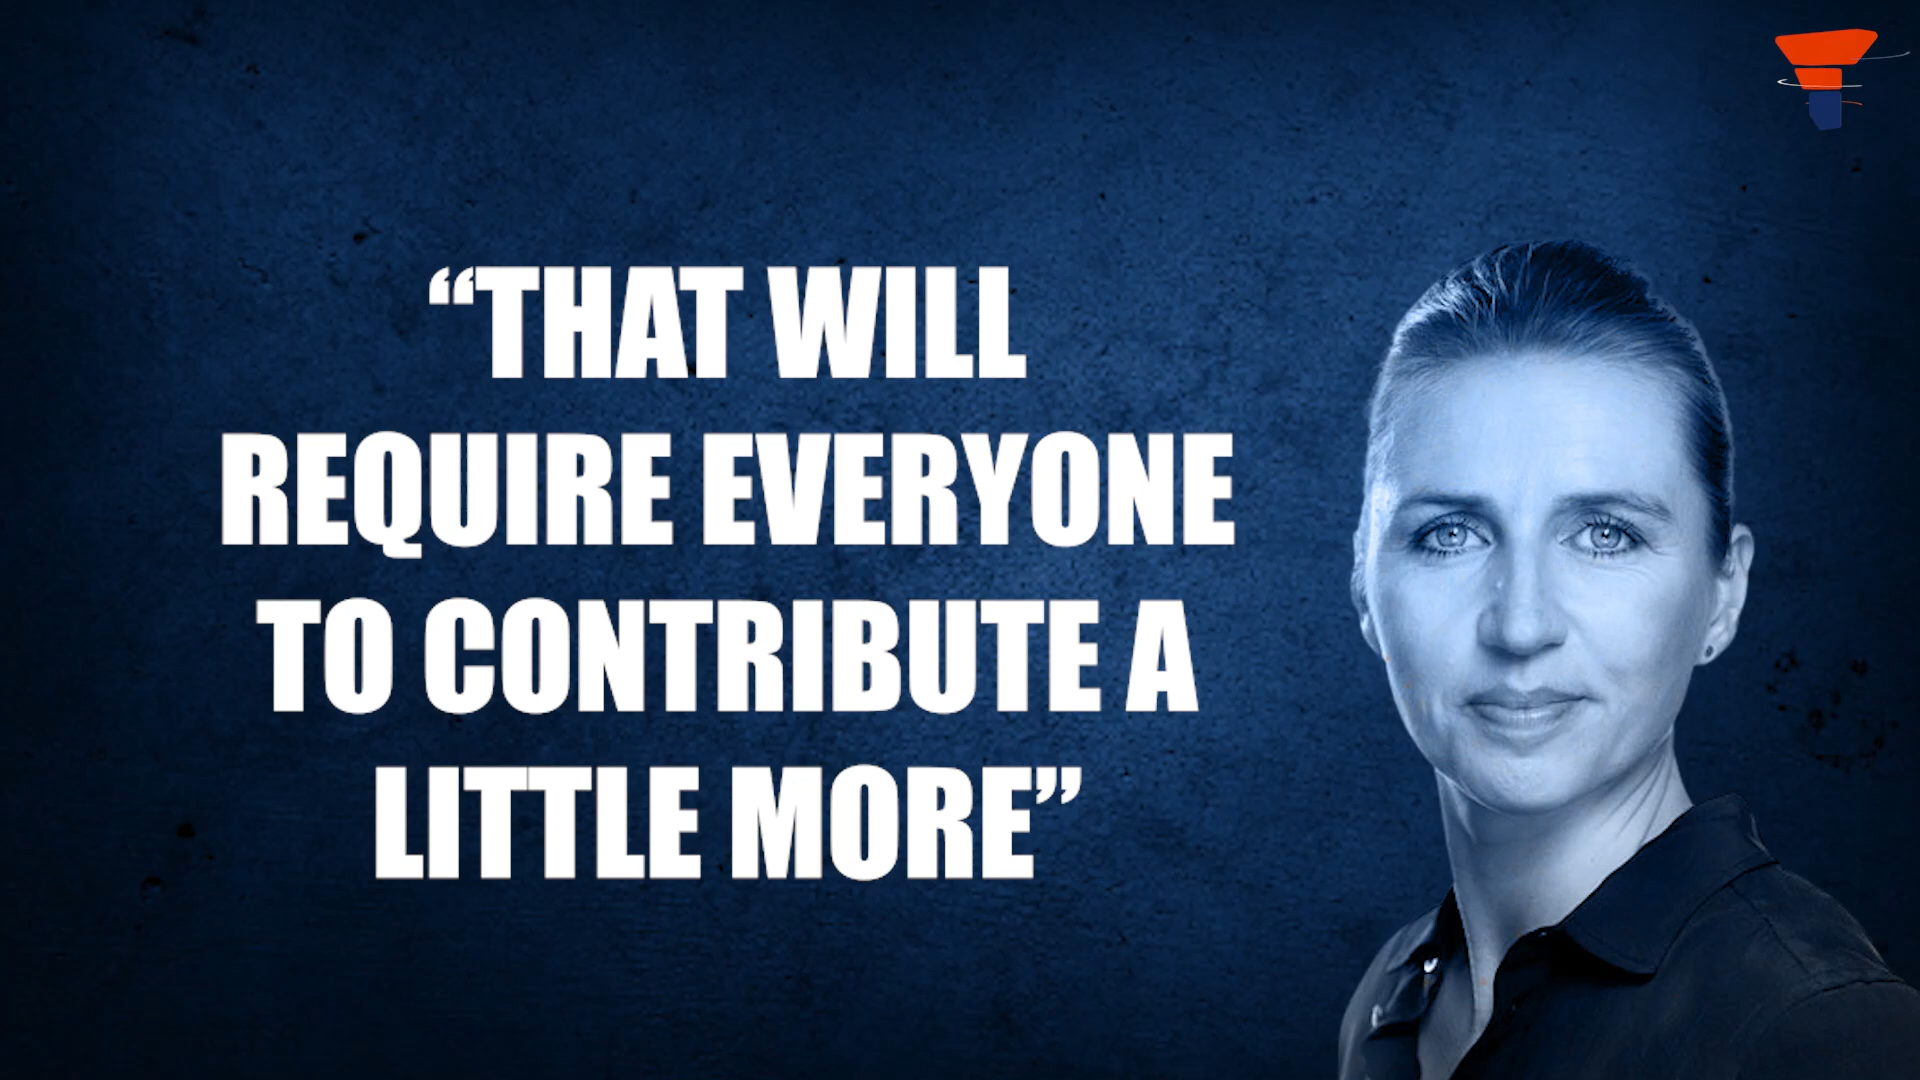 “THAT WILL
REQUIRE EVERYONE
TO CONTRIBUTE A
LITTLE MORE”